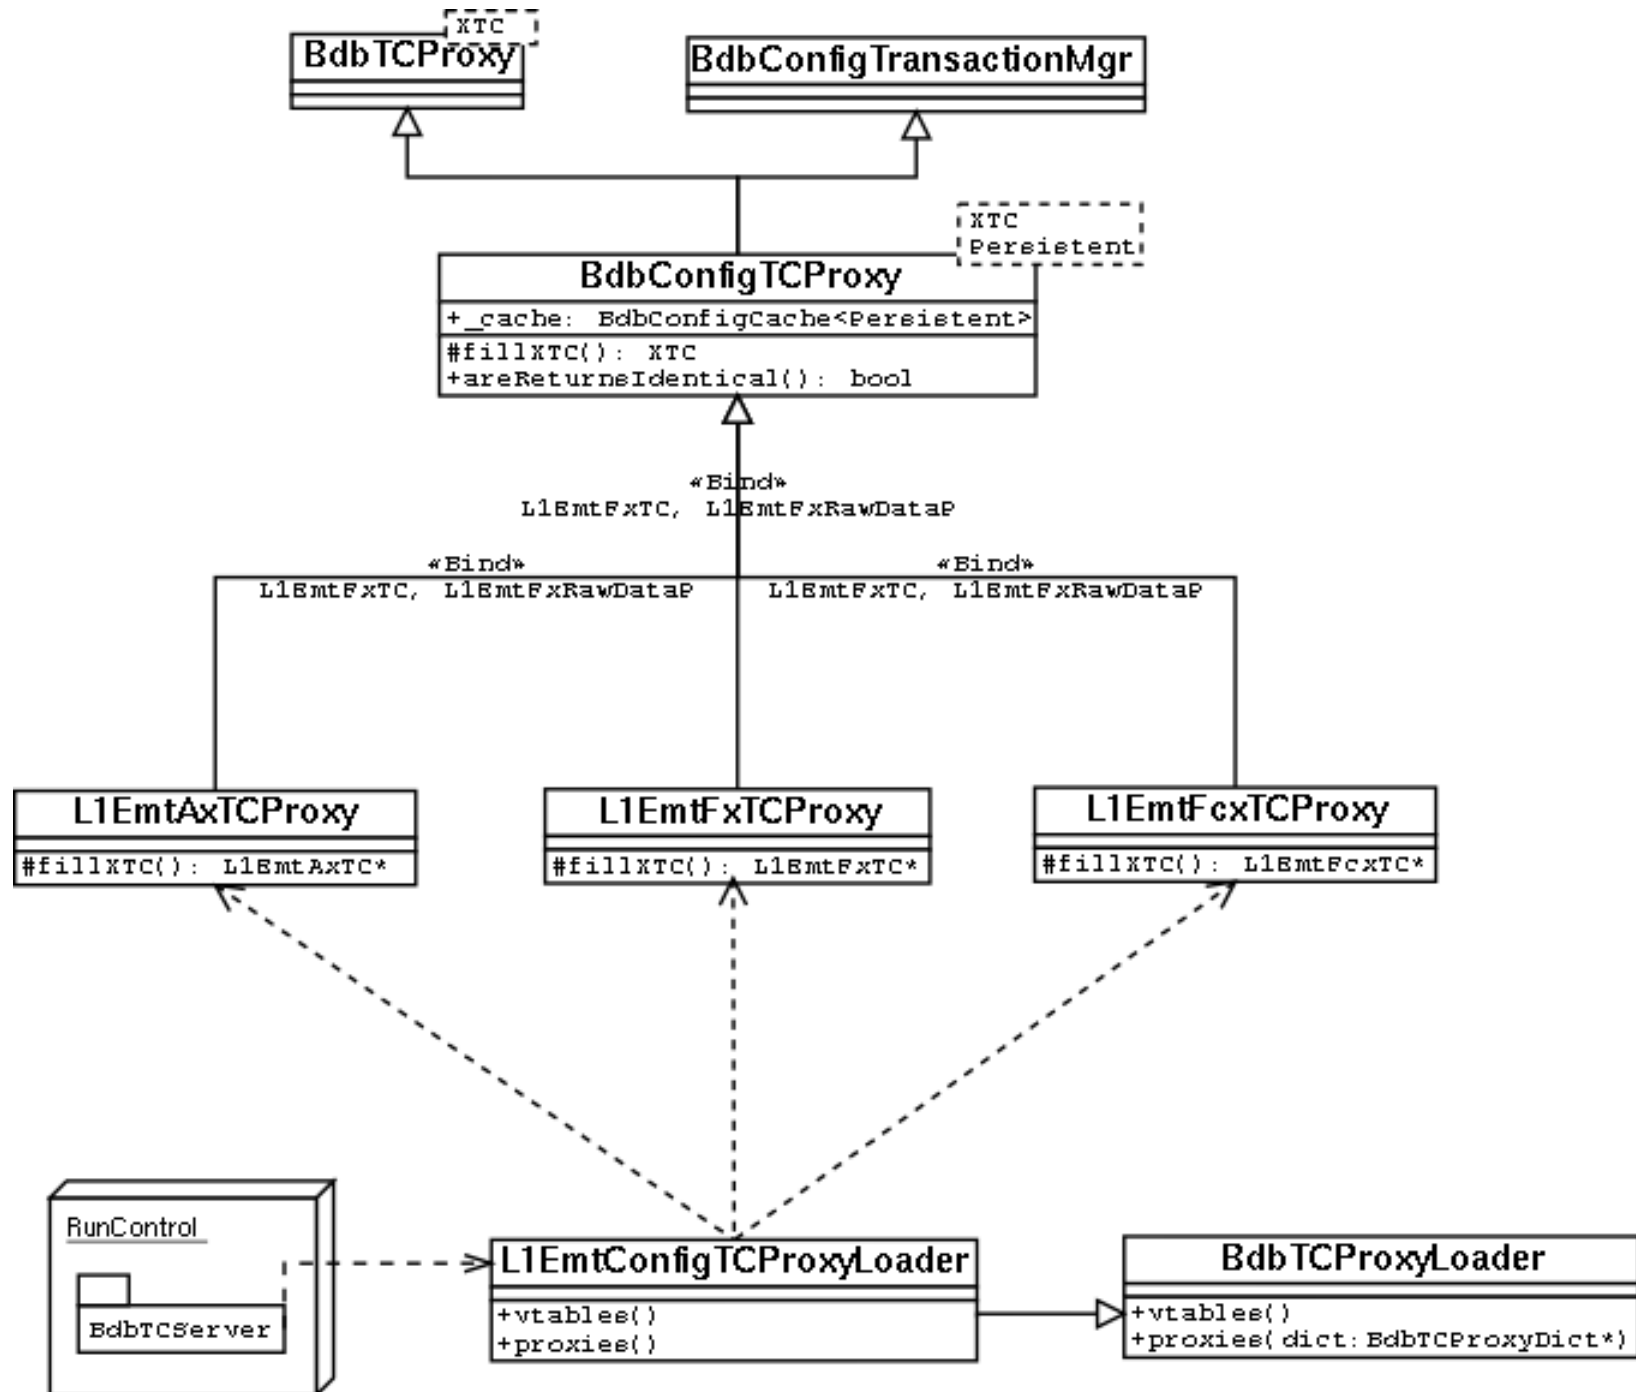 XTC
BdbTCProxy
BdbConfigTransactionMgr
XTC
Persistent
BdbConfigTCProxy
+_cache: BdbConfigCache<Persistent>
#fillXTC(): XTC
+areReturnsIdentical(): bool
«Bind»
L1EmtFxTC, L1EmtFxRawDataP
«Bind»
L1EmtFxTC, L1EmtFxRawDataP
«Bind»
L1EmtFxTC, L1EmtFxRawDataP
L1EmtAxTCProxy
#fillXTC(): L1EmtAxTC*
L1EmtFxTCProxy
#fillXTC(): L1EmtFxTC*
L1EmtFcxTCProxy
#fillXTC(): L1EmtFcxTC*
RunControl
BdbTCServer
L1EmtConfigTCProxyLoader
+vtables()
+proxies()
BdbTCProxyLoader
+vtables()
+proxies(dict:BdbTCProxyDict*)